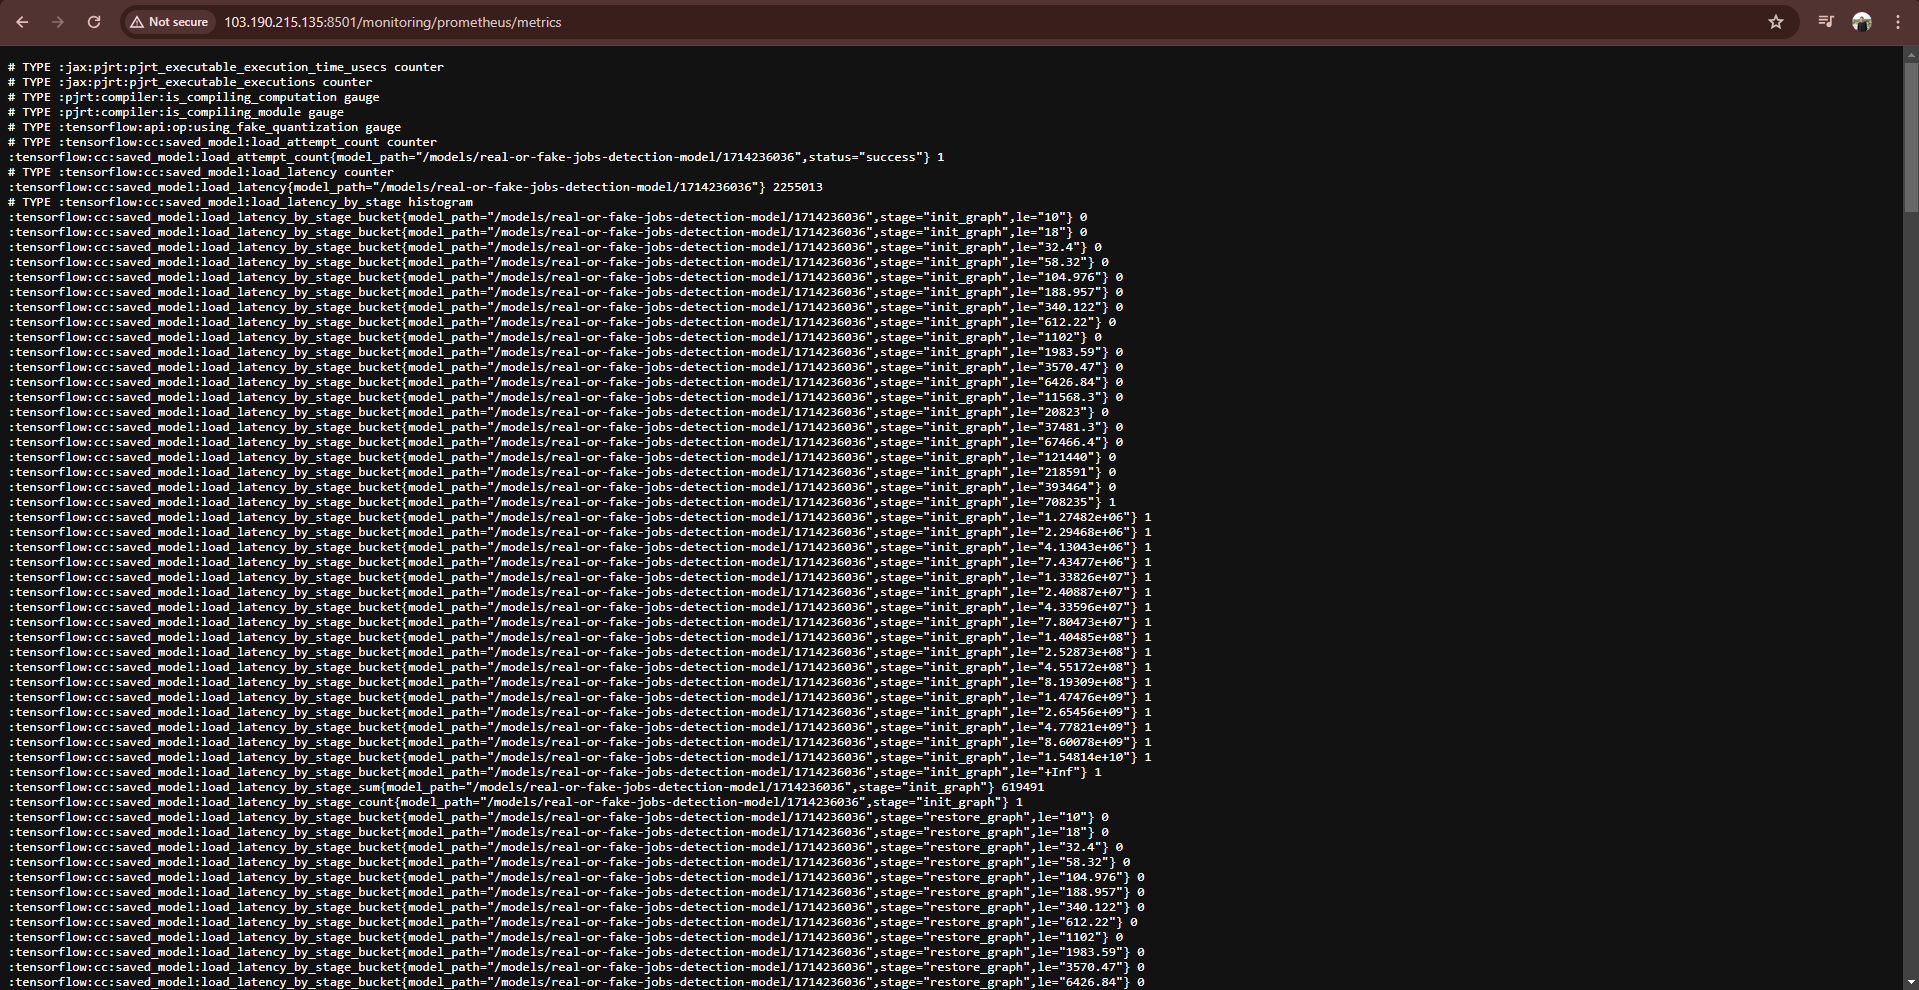 Not secure
103.190.215.135:8501/monitoring/prometheus/metrics
# TYPE :jax:pjrt:pjrt_executable_execution_time_usecs counter
# TYPE :jax:pjrt:pjrt_executable_executions counter
# TYPE :pjrt:compiler:is_compiling_computation gauge
# TYPE :pjrt:compiler:is_compiling_module gauge
# TYPE :tensorflow:api:op:using_fake_quantization gauge
# TYPE :tensorflow:cc:saved_model:load_attempt_count counter
:tensorflow:cc:saved_model:load_attempt_count{model_path="/models/real-or-fake-jobs-detection-model/1714236036",status="success"} 1
# TYPE :tensorflow:cc:saved_model:load_latency counter
:tensorflow:cc:saved_model:load_latency{model_path="/models/real-or-fake-jobs-detection-model/1714236036"} 2255013
# TYPE :tensorflow:cc:saved_model:load_latency_by_stage histogram
:tensorflow:cc:saved_model:load_latency_by_stage_bucket{model_path="/models/real-or-fake-jobs-detection-model/1714236036",stage="init_graph",le="10"} 0
:tensorflow:cc:saved_model:load_latency_by_stage_bucket{model_path="/models/real-or-fake-jobs-detection-model/1714236036",stage="init_graph",le="18"} 0
:tensorflow:cc:saved_model:load_latency_by_stage_bucket{model_path="/models/real-or-fake-jobs-detection-model/1714236036",stage="init_graph",le="32.4"} 0
:tensorflow:cc:saved_model:load_latency_by_stage_bucket{model_path="/models/real-or-fake-jobs-detection-model/1714236036",stage="init_graph",le="58.32"} 0
:tensorflow:cc:saved_model:load_latency_by_stage_bucket{model_path="/models/real-or-fake-jobs-detection-model/1714236036",stage="init_graph",le="104.976"} 0
:tensorflow:cc:saved_model:load_latency_by_stage_bucket{model_path="/models/real-or-fake-jobs-detection-model/1714236036",stage="init_graph",le="188.957"} 0
:tensorflow:cc:saved_model:load_latency_by_stage_bucket{model_path="/models/real-or-fake-jobs-detection-model/1714236036",stage="init_graph",le="340.122"} 0
:tensorflow:cc:saved_model:load_latency_by_stage_bucket{model_path="/models/real-or-fake-jobs-detection-model/1714236036",stage="init_graph",le="612.22"} 0
:tensorflow:cc:saved_model:load_latency_by_stage_bucket{model_path="/models/real-or-fake-jobs-detection-model/1714236036",stage="init_graph",le="1102"} 0
:tensorflow:cc:saved_model:load_latency_by_stage_bucket{model_path="/models/real-or-fake-jobs-detection-model/1714236036",stage="init_graph",le="1983.59"} 0
:tensorflow:cc:saved_model:load_latency_by_stage_bucket{model_path="/models/real-or-fake-jobs-detection-model/1714236036",stage="init_graph",le="3570.47"} 0
:tensorflow:cc:saved_model:load_latency_by_stage_bucket{model_path="/models/real-or-fake-jobs-detection-model/1714236036",stage="init_graph",le="6426.84"} 0
:tensorflow:cc:saved_model:load_latency_by_stage_bucket{model_path="/models/real-or-fake-jobs-detection-model/1714236036",stage="init_graph",le="11568.3"} 0
:tensorflow:cc:saved_model:load_latency_by_stage_bucket{model_path="/models/real-or-fake-jobs-detection-model/1714236036",stage="init_graph",le="20823"} 0
:tensorflow:cc:saved_model:load_latency_by_stage_bucket{model_path="/models/real-or-fake-jobs-detection-model/1714236036",stage="init_graph",le="37481.3"} 0
:tensorflow:cc:saved_model:load_latency_by_stage_bucket{model_path="/models/real-or-fake-jobs-detection-model/1714236036",stage="init_graph",le="67466.4"} 0
:tensorflow:cc:saved_model:load_latency_by_stage_bucket{model_path="/models/real-or-fake-jobs-detection-model/1714236036",stage="init_graph",le="121440"} 0
:tensorflow:cc:saved_model:load_latency_by_stage_bucket{model_path="/models/real-or-fake-jobs-detection-model/1714236036",stage="init_graph",le="218591"} 0
:tensorflow:cc:saved_model:load_latency_by_stage_bucket{model_path="/models/real-or-fake-jobs-detection-model/1714236036",stage="init_graph",le="393464"} 0
:tensorflow:cc:saved_model:load_latency_by_stage_bucket{model_path="/models/real-or-fake-jobs-detection-model/1714236036",stage="init_graph",le="708235"} 1
:tensorflow:cc:saved_model:load_latency_by_stage_bucket{model_path="/models/real-or-fake-jobs-detection-model/1714236036",stage="init_graph",le="1.27482e+06"} 1
:tensorflow:cc:saved_model:load_latency_by_stage_bucket{model_path="/models/real-or-fake-jobs-detection-model/1714236036",stage="init_graph",le="2.29468e+06"} 1
:tensorflow:cc:saved_model:load_latency_by_stage_bucket{model_path="/models/real-or-fake-jobs-detection-model/1714236036",stage="init_graph",le="4.13043e+06"} 1
:tensorflow:cc:saved_model:load_latency_by_stage_bucket{model_path="/models/real-or-fake-jobs-detection-model/1714236036",stage="init_graph",le="7.43477e+06"} 1
:tensorflow:cc:saved_model:load_latency_by_stage_bucket{model_path="/models/real-or-fake-jobs-detection-model/1714236036",stage="init_graph",le="1.33826e+07"} 1
:tensorflow:cc:saved_model:load_latency_by_stage_bucket{model_path="/models/real-or-fake-jobs-detection-model/1714236036",stage="init_graph",le="2.40887e+07"} 1
:tensorflow:cc:saved_model:load_latency_by_stage_bucket{model_path="/models/real-or-fake-jobs-detection-model/1714236036",stage="init_graph",le="4.33596e+07"} 1
:tensorflow:cc:saved_model:load_latency_by_stage_bucket{model_path="/models/real-or-fake-jobs-detection-model/1714236036",stage="init_graph",le="7.80473e+07"} 1
:tensorflow:cc:saved_model:load_latency_by_stage_bucket{model_path="/models/real-or-fake-jobs-detection-model/1714236036",stage="init_graph",le="1.40485e+08"} 1
:tensorflow:cc:saved_model:load_latency_by_stage_bucket{model_path="/models/real-or-fake-jobs-detection-model/1714236036",stage="init_graph",le="2.52873e+08"} 1
:tensorflow:cc:saved_model:load_latency_by_stage_bucket{model_path="/models/real-or-fake-jobs-detection-model/1714236036",stage="init_graph",le="4.55172e+08"} 1
:tensorflow:cc:saved_model:load_latency_by_stage_bucket{model_path="/models/real-or-fake-jobs-detection-model/1714236036",stage="init_graph",le="8.19309e+08"} 1
:tensorflow:cc:saved_model:load_latency_by_stage_bucket{model_path="/models/real-or-fake-jobs-detection-model/1714236036",stage="init_graph",le="1.47476e+09"} 1
:tensorflow:cc:saved_model:load_latency_by_stage_bucket{model_path="/models/real-or-fake-jobs-detection-model/1714236036",stage="init_graph",le="2.65456e+09"} 1
:tensorflow:cc:saved_model:load_latency_by_stage_bucket{model_path="/models/real-or-fake-jobs-detection-model/1714236036",stage="init_graph",le="4.77821e+09"} 1
:tensorflow:cc:saved_model:load_latency_by_stage_bucket{model_path="/models/real-or-fake-jobs-detection-model/1714236036",stage="init_graph",le="8.60078e+09"} 1
:tensorflow:cc:saved_model:load_latency_by_stage_bucket{model_path="/models/real-or-fake-jobs-detection-model/1714236036",stage="init_graph",le="1.54814e+10"} 1
:tensorflow:cc:saved_model:load_latency_by_stage_bucket{model_path="/models/real-or-fake-jobs-detection-model/1714236036",stage="init_graph",le="+Inf"} 1
:tensorflow:cc:saved_model:load_latency_by_stage_sum{model_path="/models/real-or-fake-jobs-detection-model/1714236036",stage="init_graph"} 619491
:tensorflow:cc:saved_model:load_latency_by_stage_count{model_path="/models/real-or-fake-jobs-detection-model/1714236036",stage="init_graph"} 1
:tensorflow:cc:saved_model:load_latency_by_stage_bucket{model_path="/models/real-or-fake-jobs-detection-model/1714236036",stage="restore_graph",le="10"} 0
:tensorflow:cc:saved_model:load_latency_by_stage_bucket{model_path="/models/real-or-fake-jobs-detection-model/1714236036",stage="restore_graph",le="18"} 0
:tensorflow:cc:saved_model:load_latency_by_stage_bucket{model_path="/models/real-or-fake-jobs-detection-model/1714236036",stage="restore_graph",le="32.4"} 0
:tensorflow:cc:saved_model:load_latency_by_stage_bucket{model_path="/models/real-or-fake-jobs-detection-model/1714236036",stage="restore_graph",le="58.32"} 0
:tensorflow:cc:saved_model:load_latency_by_stage_bucket{model_path="/models/real-or-fake-jobs-detection-model/1714236036",stage="restore_graph",le="104.976"} 0
:tensorflow:cc:saved_model:load_latency_by_stage_bucket{model_path="/models/real-or-fake-jobs-detection-model/1714236036",stage="restore_graph",le="188.957"} 0
:tensorflow:cc:saved_model:load_latency_by_stage_bucket{model_path="/models/real-or-fake-jobs-detection-model/1714236036",stage="restore_graph",le="340.122"} 0
:tensorflow:cc:saved_model:load_latency_by_stage_bucket{model_path="/models/real-or-fake-jobs-detection-model/1714236036",stage="restore_graph",le="612.22"} 0
:tensorflow:cc:saved_model:load_latency_by_stage_bucket{model_path="/models/real-or-fake-jobs-detection-model/1714236036",stage="restore_graph",le="1102"} 0
:tensorflow:cc:saved_model:load_latency_by_stage_bucket{model_path="/models/real-or-fake-jobs-detection-model/1714236036",stage="restore_graph",le="1983.59"} 0
:tensorflow:cc:saved_model:load_latency_by_stage_bucket{model_path="/models/real-or-fake-jobs-detection-model/1714236036",stage="restore_graph",le="3570.47"} 0
:tensorflow:cc:saved_model:load_latency_by_stage_bucket{model_path="/models/real-or-fake-jobs-detection-model/1714236036",stage="restore_graph",le="6426.84"} 0